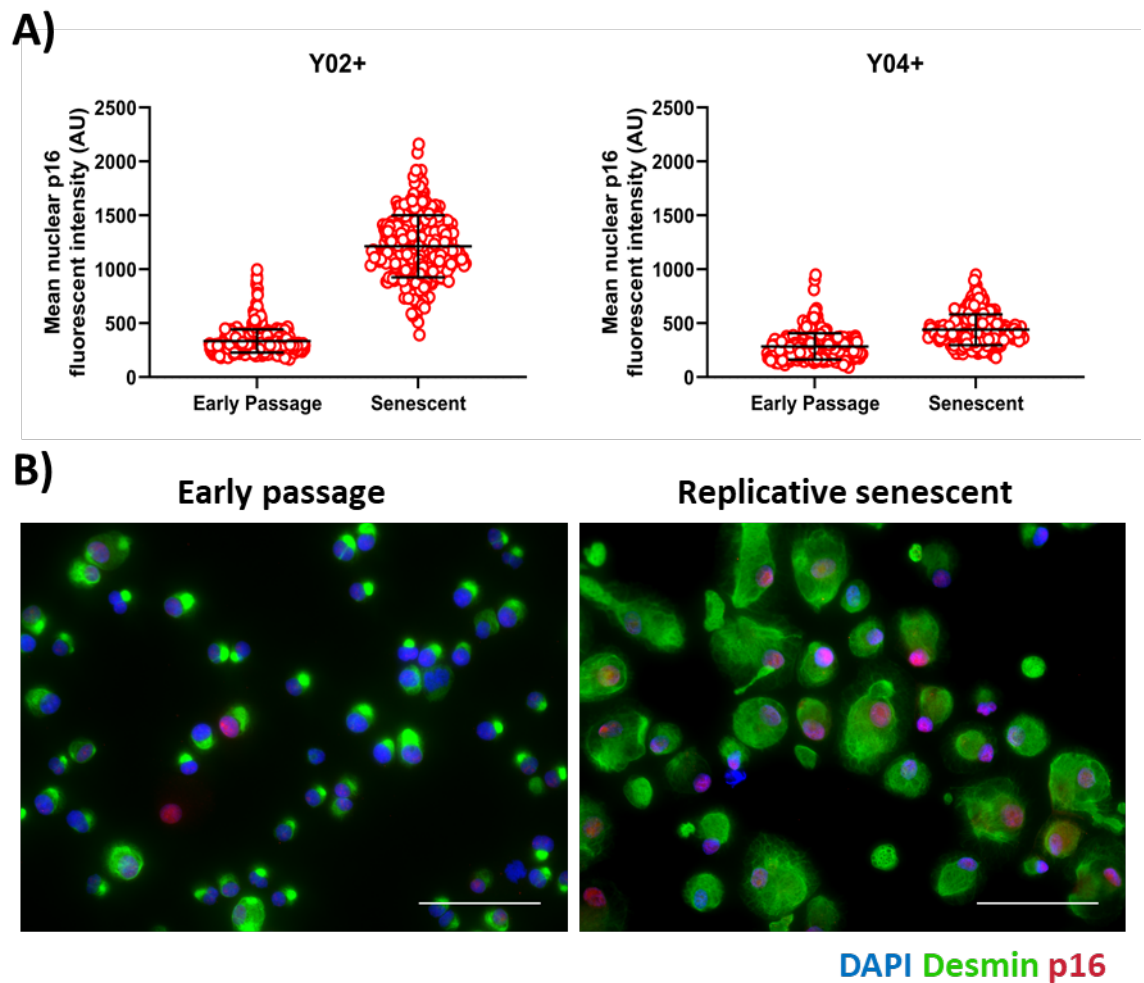 A)
Y02+
Mean nuclear p16
fluorescent intensity (AU)
2500
2000
1500
1000
500
0
Early Passage Senescent
Y04+
Mean nuclear p16
fluorescent intensity (AU)
2500
2000
1500
1000
500
0
Early Passage Senescent
B)
Early passage
Replicative senescent
DAPI Desmin p16